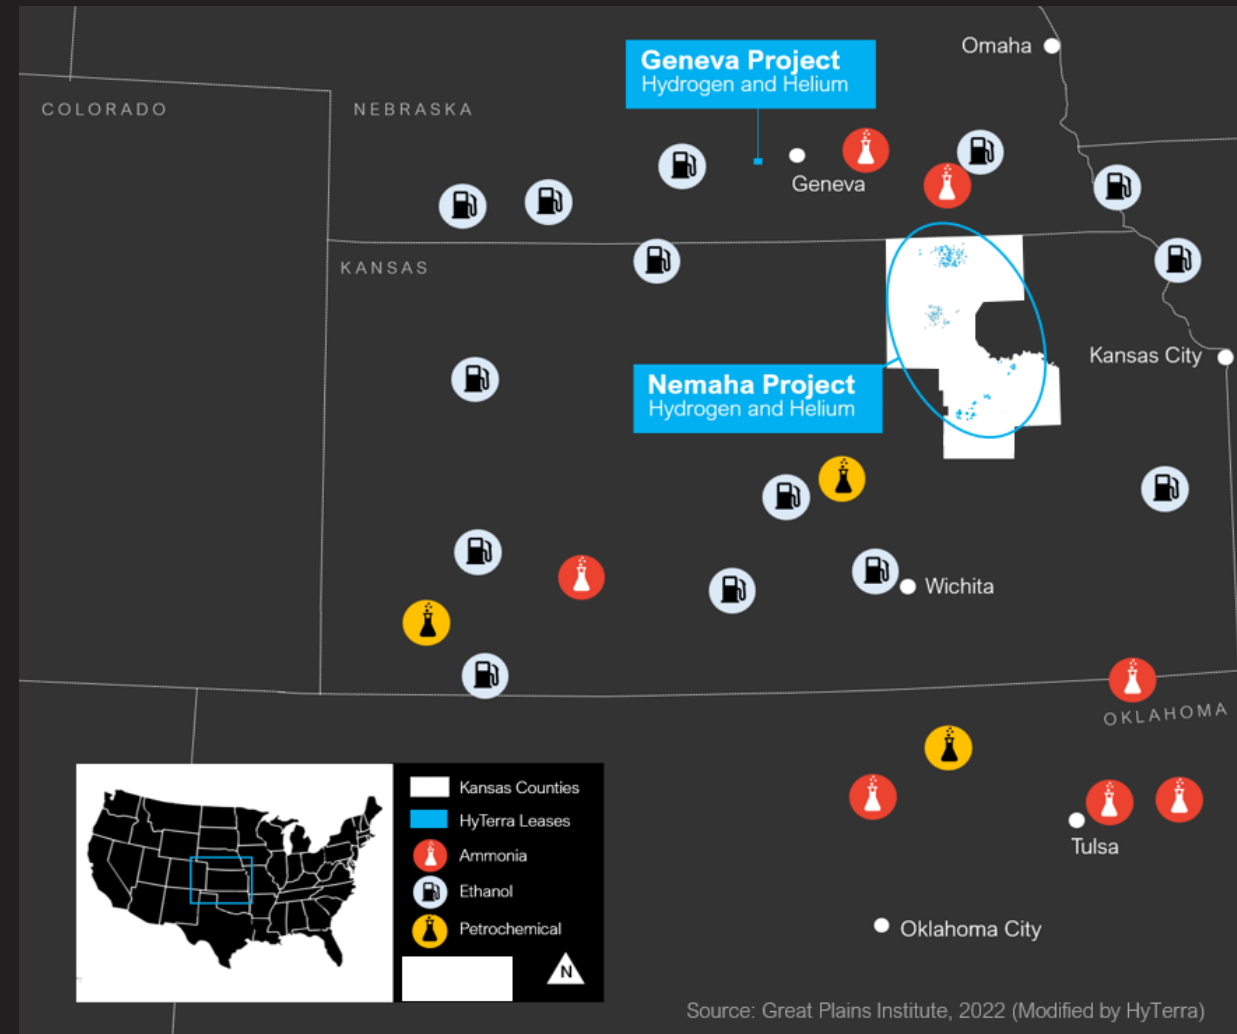 Omaha
Geneva Project
Hydrogen and Helium
COLORADO
NEBRASKA
Geneva
KANSAS
Kansas City
Nemaha Project
Hydrogen and Helium
Wichita
OKLAHOMA
Kansas Counties
HyTerra Leases
Ammonia
Ethanol
Petrochemical
N
Tulsa
Oklahoma City
Source: Great Plains Institute, 2022 (Modified by HyTerra)